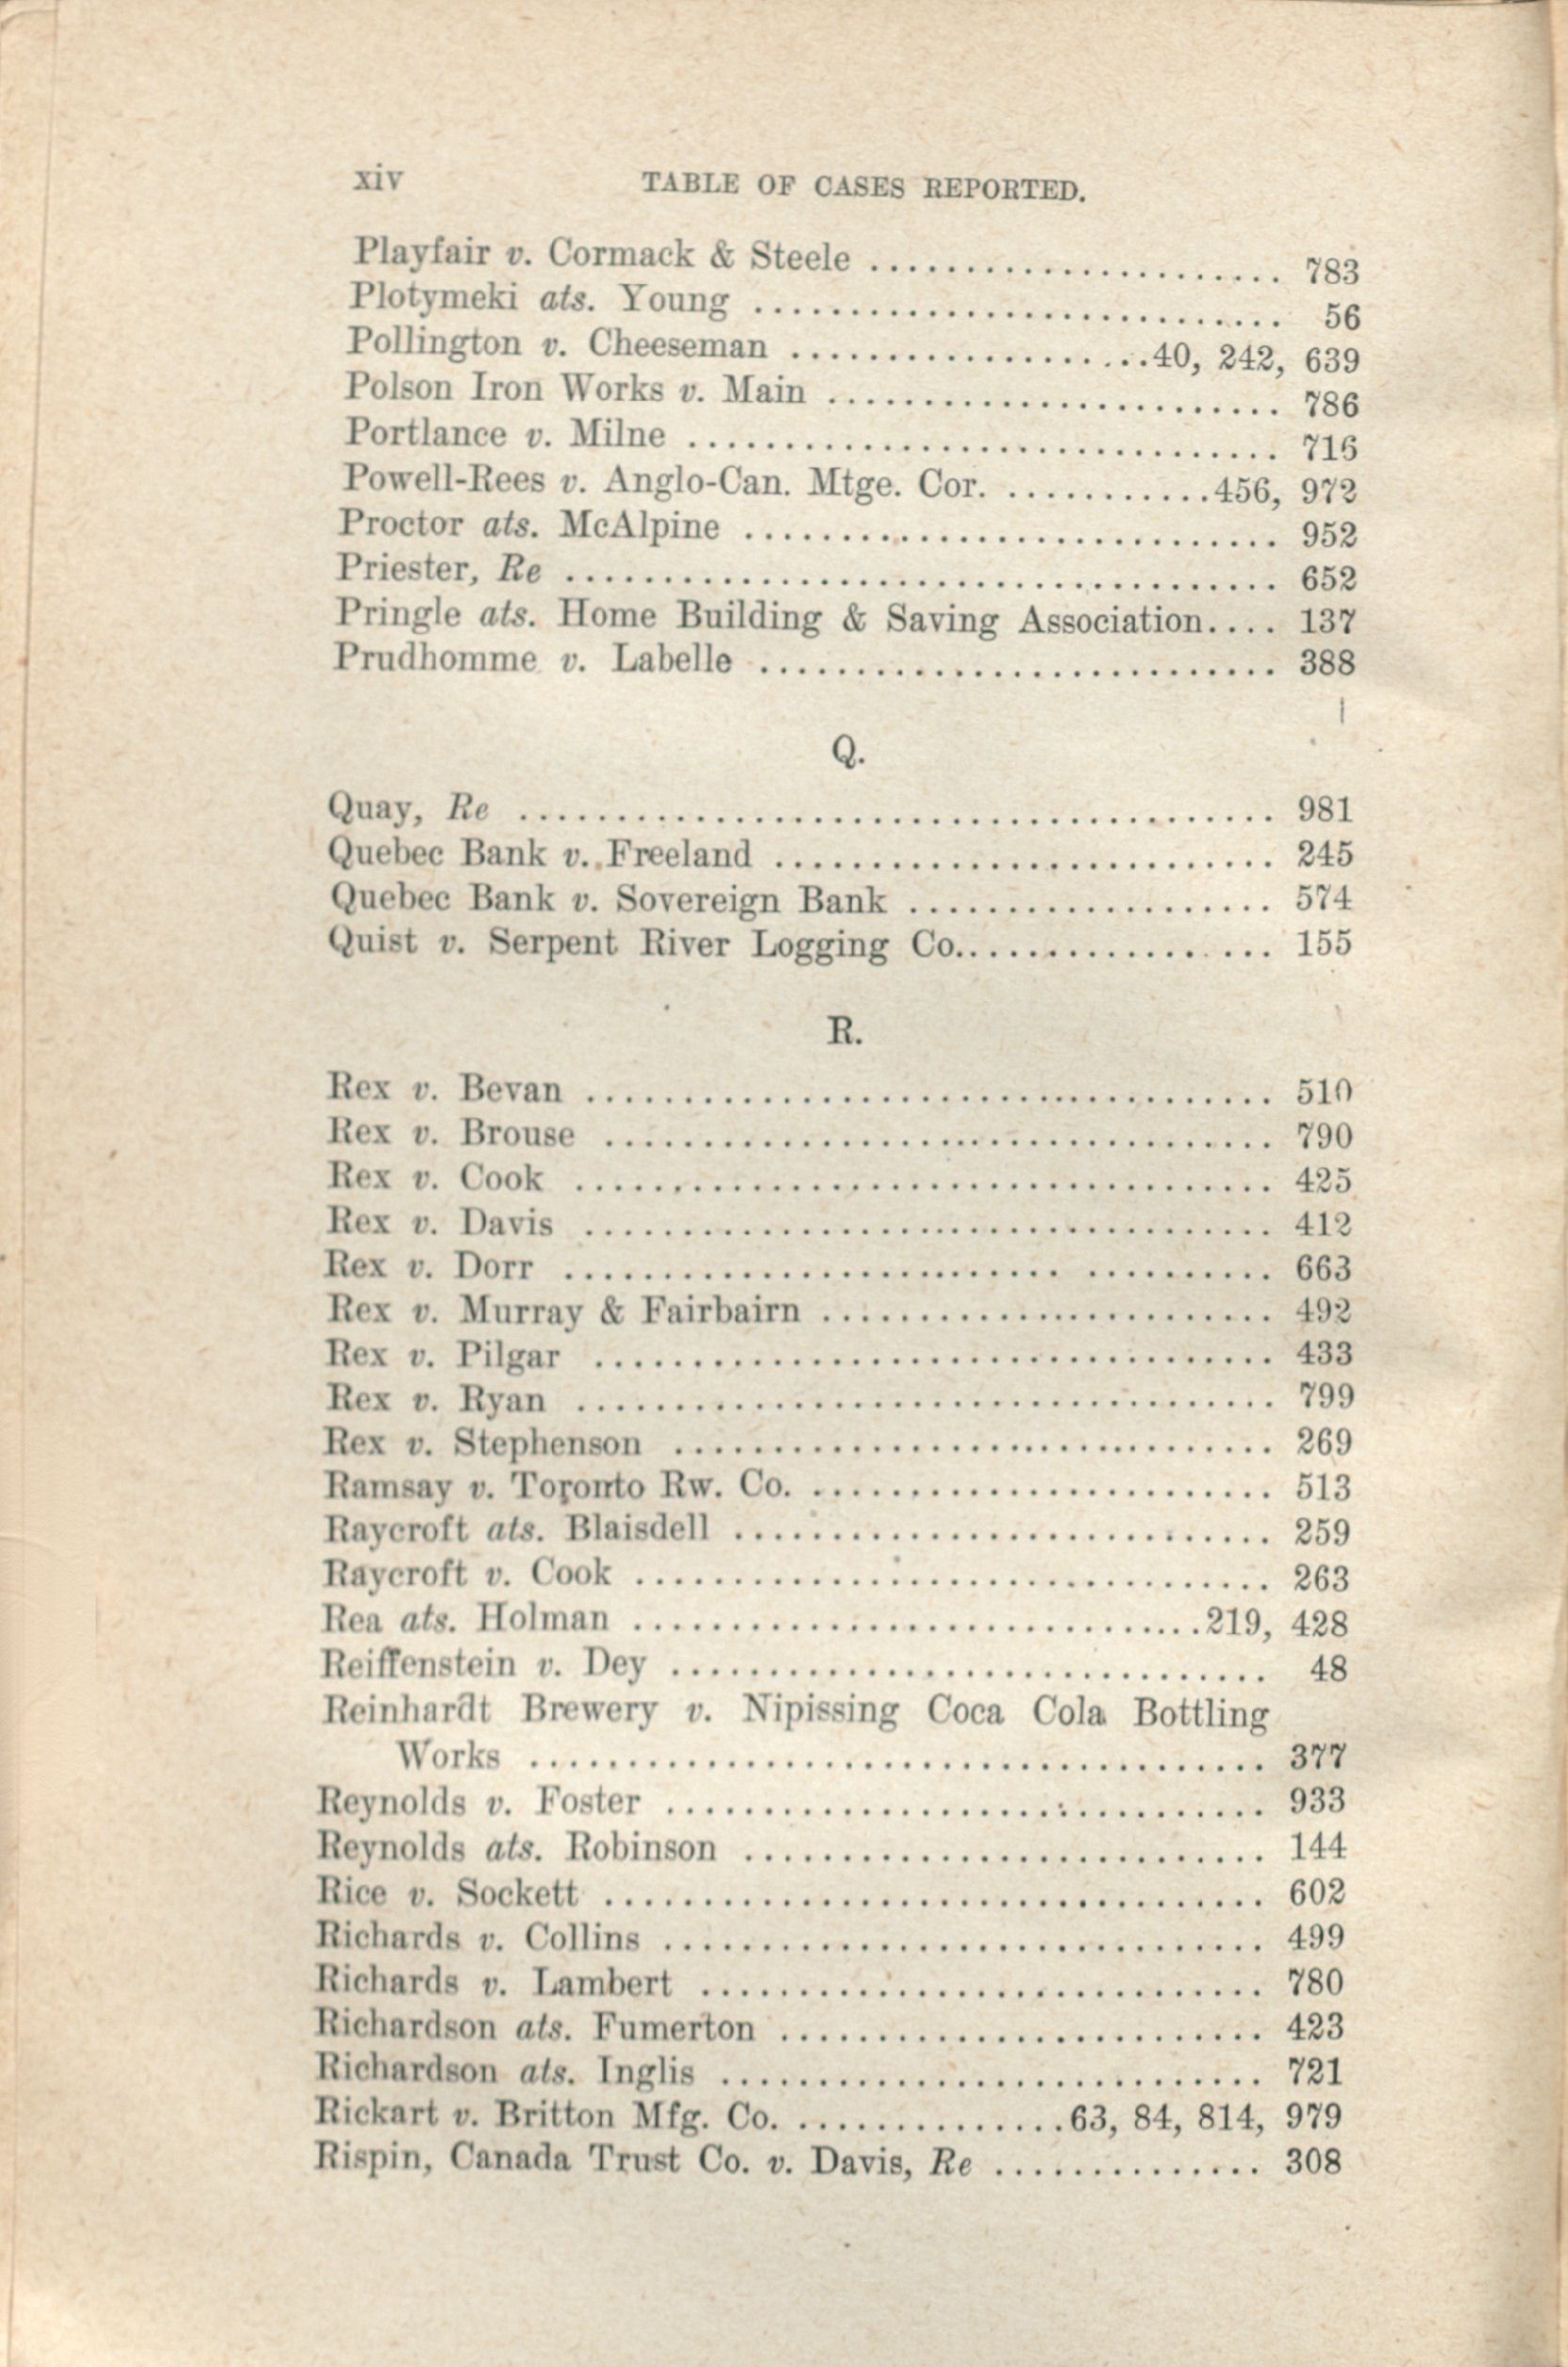 xiv TABLE OF CASES REPORTED.
Playfair v. Cormack & Steele ........................ 783
Plotymeki ats. Young ................................ 56
Pollington v. Cheeseman ......................40, 242, 639
Polson Iron Works v. Main ........................... 786
Portlance v. Milne .................................. 716
Powell-Rees v. Anglo-Can. Mtge. Cor. .............456, 972
Proctor ats. McAlpine ............................... 952
Priester, Re ........................................ 652
Pringle ats. Home Building & Saving Association.... 137
Prudhomme v. Labelle ................................ 388
Q.
Quay, Re ............................................ 981
Quebec Bank v. Freeland ............................. 245
Quebec Bank v. Sovereign Bank ....................... 574
Quist v. Serpent River Logging Co................... 155
R.
Rex v. Bevan ........................................ 510
Rex v. Brouse ....................................... 790
Rex v. Cook ......................................... 425
Rex v. Davis ........................................ 412
Rex v. Dorr ......................................... 663
Rex v. Murray & Fairbairn ........................... 492
Rex v. Pilgar ....................................... 433
Rex v. Ryan ......................................... 799
Rex v. Stephenson ................................... 269
Ramsay v. Toronto Rw. Co. ........................... 513
Raycroft ats. Blaisdell ............................. 259
Raycroft v. Cook .................................... 263
Rea ats. Holman ..................................219, 428
Reiffenstein v. Dey ................................. 48
Reinhardt Brewery v. Nipissing Coca Cola Bottling
Works ............................................... 377
Reynolds v. Foster .................................. 933
Reynolds ats. Robinson .............................. 144
Rice v. Sockett ..................................... 602
Richards v. Collins ................................. 499
Richards v. Lambert ................................. 780
Richardson ats. Fumerton ............................ 423
Richardson ats. Inglis .............................. 721
Rickart v. Britton Mfg. Co. ................63, 84, 814, 979
Rispin, Canada Trust Co. v. Davis, Re ............... 308